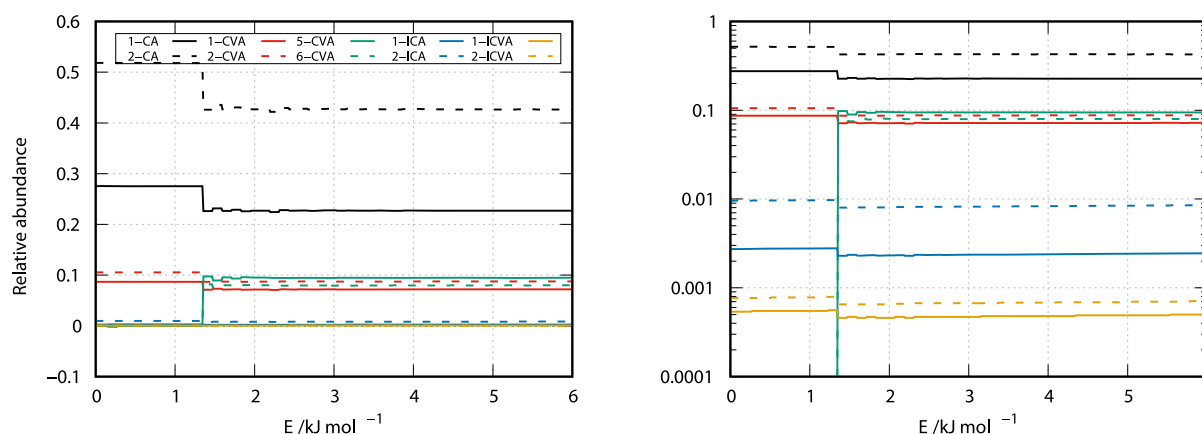 0.6
0.5
0.4
0.3
0.2
0.1
0
−0.1
Relative abundance
1−CA 1−CVA 5−CVA 1−ICA 1−ICVA
2−CA 2−CVA 6−CVA 2−ICA 2−ICVA
0 1 2 3 4 5 6
E /kJ mol −1
1
0.1
0.01
0.001
0.0001
0 1 2 3 4 5
E /kJ mol −1